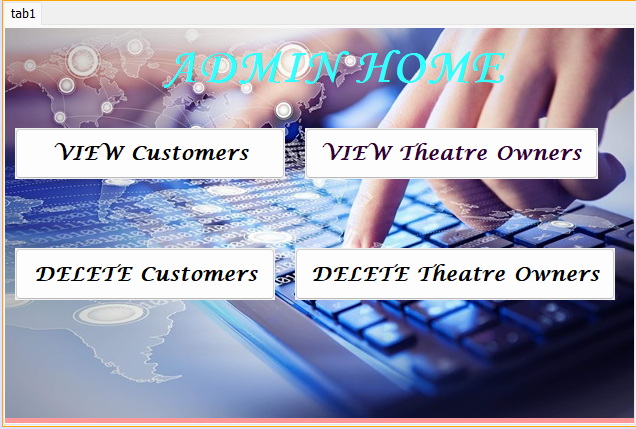 tab1
ADMIN HOME
VIEW Customers
VIEW Theatre Owners
DELETE Customers
DELETE Theatre Owners